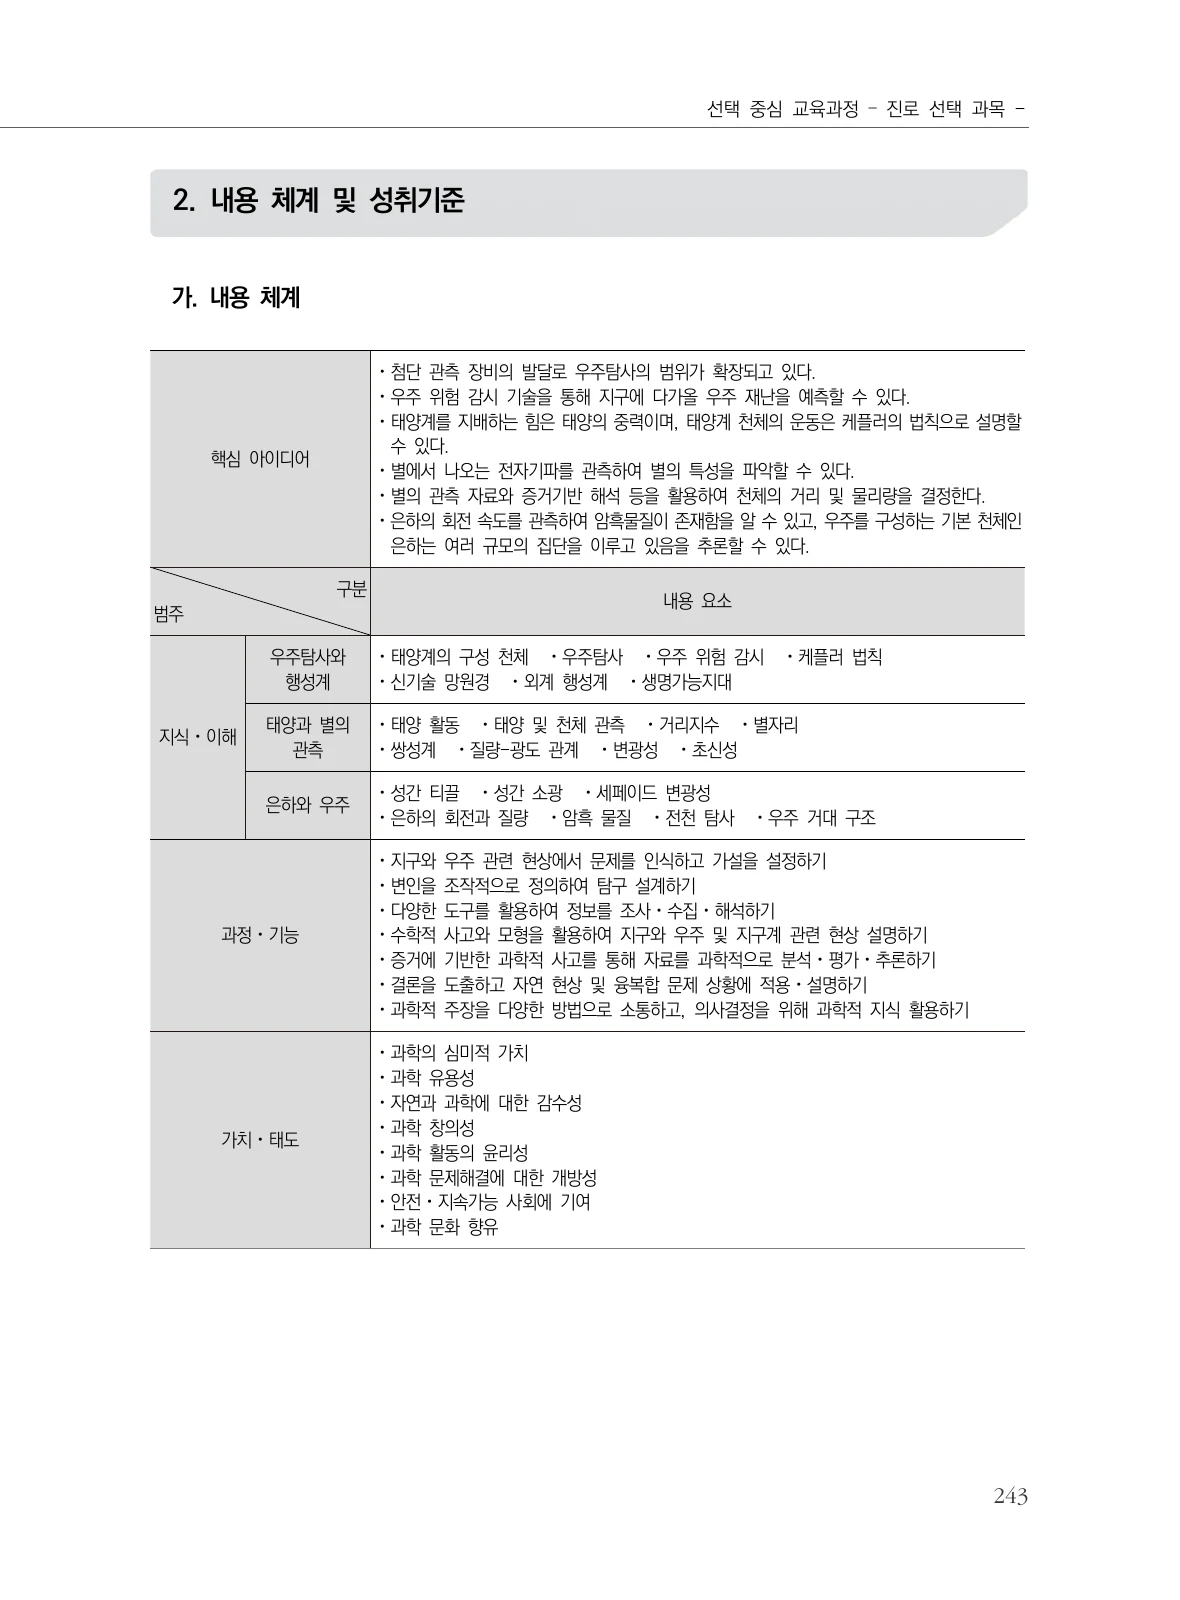 선택 중심 교육과정 - 진로 선택 과목 -
2. 내용 체계 및 성취기준
가. 내용 체계
핵심 아이디어
・첨단 관측 장비의 발달로 우주탐사의 범위가 확장되고 있다.
・우주 위험 감시 기술을 통해 지구에 다가올 우주 재난을 예측할 수 있다.
・태양계를 지배하는 힘은 태양의 중력이며, 태양계 천체의 운동은 케플러의 법칙으로 설명할
수 있다.
・별에서 나오는 전자기파를 관측하여 별의 특성을 파악할 수 있다.
・별의 관측 자료와 증거기반 해석 등을 활용하여 천체의 거리 및 물리량을 결정한다.
・은하의 회전 속도를 관측하여 암흑물질이 존재함을 알 수 있고, 우주를 구성하는 기본 천체인
은하는 여러 규모의 집단을 이루고 있음을 추론할 수 있다.
구분
범주
내용 요소
지식・이해
우주탐사와
행성계
・태양계의 구성 천체 ・우주탐사 ・우주 위험 감시 ・케플러 법칙
・신기술 망원경 ・외계 행성계 ・생명가능지대
태양과 별의
관측
・태양 활동 ・태양 및 천체 관측 ・거리지수 ・별자리
・쌍성계 ・질량-광도 관계 ・변광성 ・초신성
은하와 우주
・성간 티끌 ・성간 소광 ・세페이드 변광성
・은하의 회전과 질량 ・암흑 물질 ・전천 탐사 ・우주 거대 구조
과정・기능
・지구와 우주 관련 현상에서 문제를 인식하고 가설을 설정하기
・변인을 조작적으로 정의하여 탐구 설계하기
・다양한 도구를 활용하여 정보를 조사・수집・해석하기
・수학적 사고와 모형을 활용하여 지구와 우주 및 지구계 관련 현상 설명하기
・증거에 기반한 과학적 사고를 통해 자료를 과학적으로 분석・평가・추론하기
・결론을 도출하고 자연 현상 및 융복합 문제 상황에 적용・설명하기
・과학적 주장을 다양한 방법으로 소통하고, 의사결정을 위해 과학적 지식 활용하기
가치・태도
・과학의 심미적 가치
・과학 유용성
・자연과 과학에 대한 감수성
・과학 창의성
・과학 활동의 윤리성
・과학 문제해결에 대한 개방성
・안전・지속가능 사회에 기여
・과학 문화 향유
243